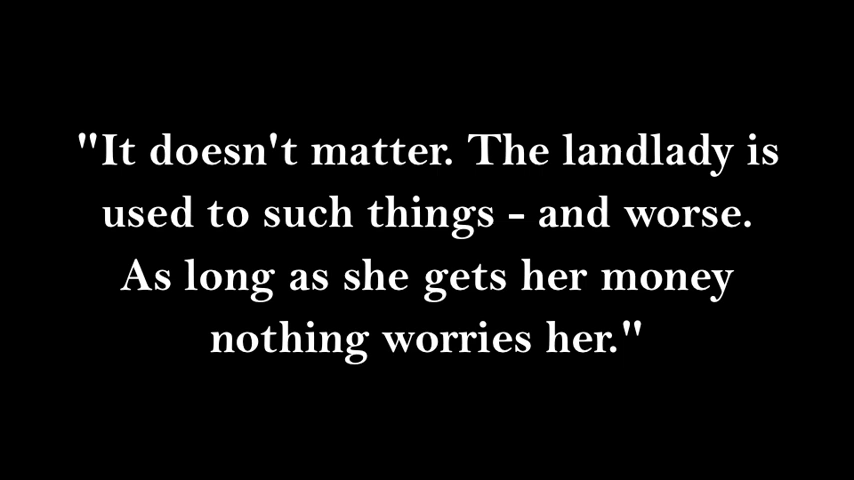 "It doesn't matter. The landlady is
used to such things - and worse.
As long as she gets her money
nothing worries her."